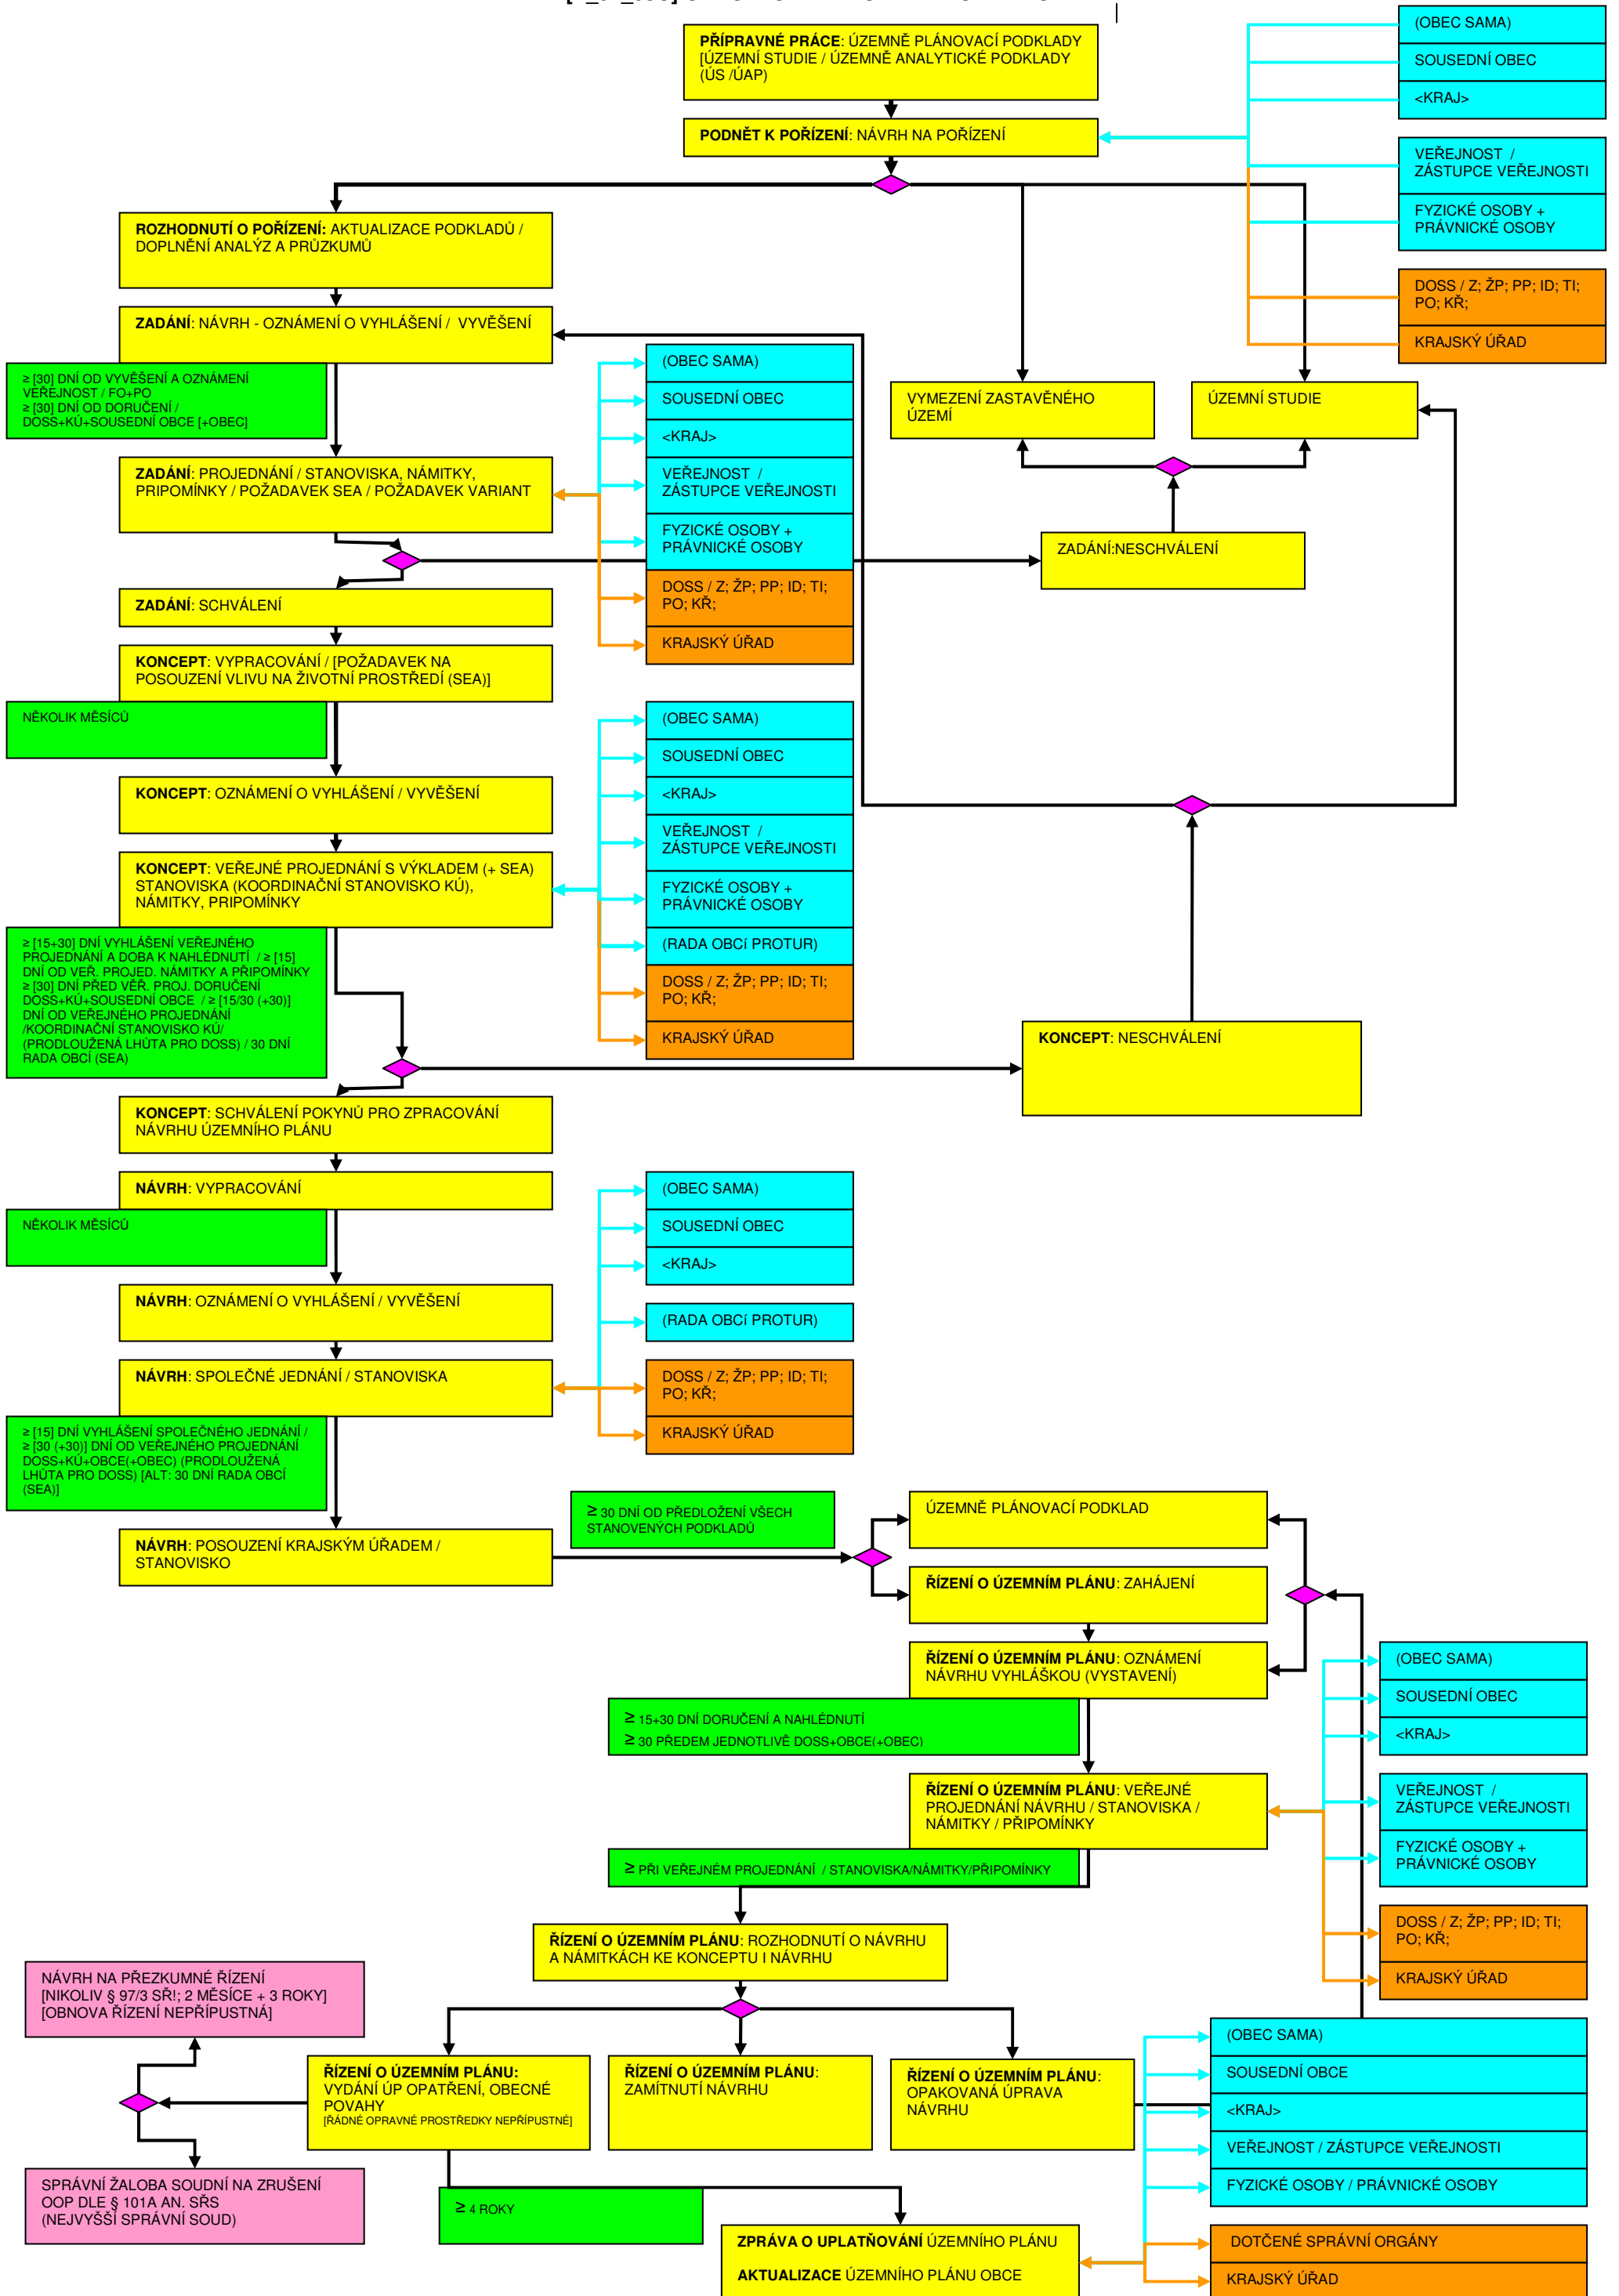 PŘÍPRAVNÉ PRÁCE: ÚZEMNĚ PLÁNOVACÍ PODKLADY
[ÚZEMNÍ STUDIE / ÚZEMNĚ ANALYTICKÉ PODKLADY
(ÚS /ÚAP)
PODNĚT K POŘÍZENÍ: NÁVRH NA POŘÍZENÍ
(OBEC SAMA)
SOUSEDNÍ OBEC
<KRAJ>
VEŘEJNOST /
ZÁSTUPCE VEŘEJNOSTI
FYZICKÉ OSOBY +
PRÁVNICKÉ OSOBY
DOSS / Z; ŽP; PP; ID; TI;
PO; KŘ;
KRAJSKÝ ÚŘAD
ROZHODNUTÍ O POŘÍZENÍ: AKTUALIZACE PODKLADŮ /
DOPLNĚNÍ ANALÝZ A PRŮZKUMŮ
ZADÁNÍ: NÁVRH - OZNÁMENÍ O VYHLÁŠENÍ / VYVĚŠENÍ
≥ [30] DNÍ OD VYVĚŠENÍ A OZNÁMENÍ
VEŘEJNOST / FO+PO
≥ [30] DNÍ OD DORUČENÍ /
DOSS+KÚ+SOUSEDNÍ OBCE [+OBEC]
ZADÁNÍ: PROJEDNÁNÍ / STANOVISKA, NÁMITKY,
PRIPOMÍNKY / POŽADAVEK SEA / POŽADAVEK VARIANT
(OBEC SAMA)
SOUSEDNÍ OBEC
<KRAJ>
VEŘEJNOST /
ZÁSTUPCE VEŘEJNOSTI
FYZICKÉ OSOBY +
PRÁVNICKÉ OSOBY
DOSS / Z; ŽP; PP; ID; TI;
PO; KŘ;
KRAJSKÝ ÚŘAD
VYMEZENÍ ZASTAVĚNÉHO
ÚZEMÍ
ÚZEMNÍ STUDIE
ZADÁNÍ:NESCHVÁLENÍ
ZADÁNÍ: SCHVÁLENÍ
KONCEPT: VYPRACOVÁNÍ / [POŽADAVEK NA
POSOUZENÍ VLIVU NA ŽIVOTNÍ PROSTŘEDÍ (SEA)]
NĚKOLIK MĚSÍCŮ
KONCEPT: OZNÁMENÍ O VYHLÁŠENÍ / VYVĚŠENÍ
KONCEPT: VEŘEJNÉ PROJEDNÁNÍ S VÝKLADEM (+ SEA)
STANOVISKA (KOORDINAČNÍ STANOVISKO KÚ),
NÁMITKY, PRIPOMÍNKY
≥ [15+30] DNÍ VYHLÁŠENÍ VEŘEJNÉHO
PROJEDNÁNÍ A DOBA K NAHLÉDNUTÍ / ≥ [15]
DNÍ OD VEŘ. PROJED. NÁMITKY A PŘIPOMÍNKY
≥ [30] DNÍ PŘED VĚŘ. PROJ. DORUČENÍ
DOSS+KÚ+SOUSEDNÍ OBCE / ≥ [15/30 (+30)]
DNÍ OD VEŘEJNÉHO PROJEDNÁNÍ
/KOORDINAČNÍ STANOVISKO KÚ/
(PRODLOUŽENÁ LHŮTA PRO DOSS) / 30 DNÍ
RADA OBCÍ (SEA)
(OBEC SAMA)
SOUSEDNÍ OBEC
<KRAJ>
VEŘEJNOST /
ZÁSTUPCE VEŘEJNOSTI
FYZICKÉ OSOBY +
PRÁVNICKÉ OSOBY
(RADA OBCí PROTUR)
DOSS / Z; ŽP; PP; ID; TI;
PO; KŘ;
KRAJSKÝ ÚŘAD
KONCEPT: NESCHVÁLENÍ
KONCEPT: SCHVÁLENÍ POKYNŮ PRO ZPRACOVÁNÍ
NÁVRHU ÚZEMNÍHO PLÁNU
NÁVRH: VYPRACOVÁNÍ
NĚKOLIK MĚSÍCŮ
NÁVRH: OZNÁMENÍ O VYHLÁŠENÍ / VYVĚŠENÍ
NÁVRH: SPOLEČNÉ JEDNÁNÍ / STANOVISKA
(OBEC SAMA)
SOUSEDNÍ OBEC
<KRAJ>
(RADA OBCí PROTUR)
DOSS / Z; ŽP; PP; ID; TI;
PO; KŘ;
KRAJSKÝ ÚŘAD
≥ [15] DNÍ VYHLÁŠENÍ SPOLEČNÉHO JEDNÁNÍ /
≥ [30 (+30)] DNÍ OD VEŘEJNÉHO PROJEDNÁNÍ
DOSS+KÚ+OBCE(+OBEC) (PRODLOUŽENÁ
LHŮTA PRO DOSS) [ALT: 30 DNÍ RADA OBCÍ
(SEA)]
NÁVRH: POSOUZENÍ KRAJSKÝM ÚŘADEM /
STANOVISKO
≥ 30 DNÍ OD PŘEDLOŽENÍ VŠECH
STANOVENÝCH PODKLADŮ
ÚZEMNĚ PLÁNOVACÍ PODKLAD
ŘÍZENÍ O ÚZEMNÍM PLÁNU: ZAHÁJENÍ
ŘÍZENÍ O ÚZEMNÍM PLÁNU: OZNÁMENÍ
NÁVRHU VYHLÁŠKOU (VYSTAVENÍ)
≥ 15+30 DNÍ DORUČENÍ A NAHLÉDNUTÍ
≥ 30 PŘEDEM JEDNOTLIVĚ DOSS+OBCE(+OBEC)
ŘÍZENÍ O ÚZEMNÍM PLÁNU: VEŘEJNÉ
PROJEDNÁNÍ NÁVRHU / STANOVISKA /
NÁMITKY / PŘIPOMÍNKY
(OBEC SAMA)
SOUSEDNÍ OBEC
<KRAJ>
VEŘEJNOST /
ZÁSTUPCE VEŘEJNOSTI
FYZICKÉ OSOBY +
PRÁVNICKÉ OSOBY
DOSS / Z; ŽP; PP; ID; TI;
PO; KŘ;
KRAJSKÝ ÚŘAD
≥ PŘI VEŘEJNÉM PROJEDNÁNÍ / STANOVISKA/NÁMITKY/PŘIPOMÍNKY
ŘÍZENÍ O ÚZEMNÍM PLÁNU: ROZHODNUTÍ O NÁVRHU
A NÁMITKÁCH KE KONCEPTU I NÁVRHU
NÁVRH NA PŘEZKUMNÉ ŘÍZENÍ
[NIKOLIV § 97/3 SŘ!; 2 MĚSÍCE + 3 ROKY]
[OBNOVA ŘÍZENÍ NEPŘÍPUSTNÁ]
ŘÍZENÍ O ÚZEMNÍM PLÁNU:
VYDÁNÍ ÚP OPATŘENÍ, OBECNÉ
POVAHY
[ŘÁDNÉ OPRAVNÉ PROSTŘEDKY NEPŘÍPUSTNÉ]
ŘÍZENÍ O ÚZEMNÍM PLÁNU:
ZAMÍTNUTÍ NÁVRHU
ŘÍZENÍ O ÚZEMNÍM PLÁNU:
OPAKOVANÁ ÚPRAVA
NÁVRHU
(OBEC SAMA)
SOUSEDNÍ OBCE
<KRAJ>
VEŘEJNOST / ZÁSTUPCE VEŘEJNOSTI
FYZICKÉ OSOBY / PRÁVNICKÉ OSOBY
DOTČENÉ SPRÁVNÍ ORGÁNY
KRAJSKÝ ÚŘAD
SPRÁVNÍ ŽALOBA SOUDNÍ NA ZRUŠENÍ
OOP DLE § 101A AN. SŘS
(NEJVYŠŠÍ SPRÁVNÍ SOUD)
≥ 4 ROKY
ZPRÁVA O UPLATŇOVÁNÍ ÚZEMNÍHO PLÁNU
AKTUALIZACE ÚZEMNÍHO PLÁNU OBCE